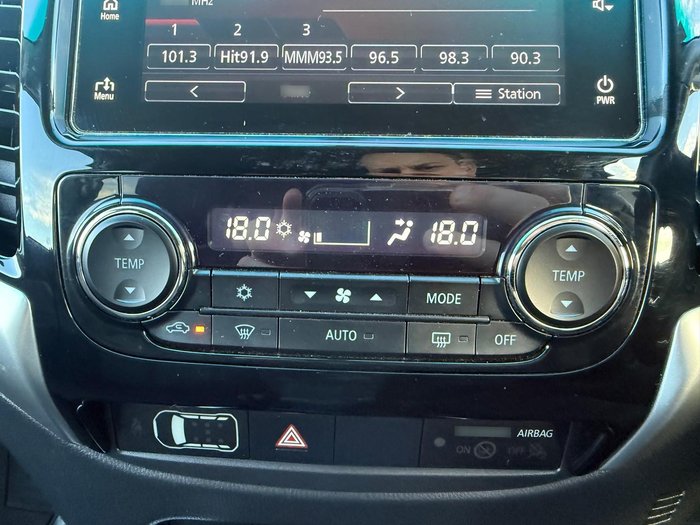 MHz
Home
1 2 3
101.3 Hit91.9 MMM93.5 96.5 98.3 90.3
Menu
< > Station
PWR
18.0 18.0
TEMP
TEMP
MODE
AUTO
OFF
AIRBAG
ON OFF